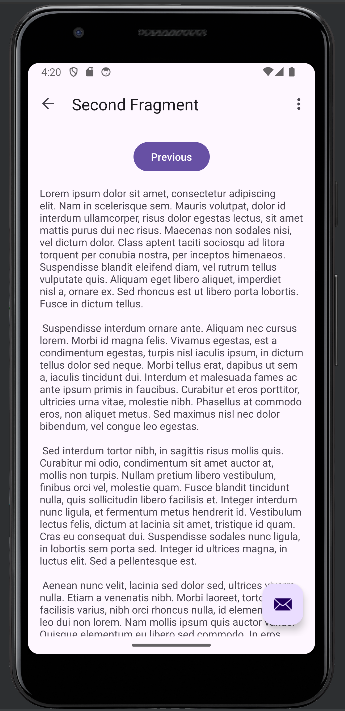 4:20
Second Fragment
Previous
Lorem ipsum dolor sit amet, consectetur adipiscing
elit. Nam in scelerisque sem. Mauris volutpat, dolor id
interdum ullamcorper, risus dolor egestas lectus, sit amet
mattis purus dui nec risus. Maecenas non sodales nisi,
vel dictum dolor. Class aptent taciti sociosqu ad litora
torquent per conubia nostra, per inceptos himenaeos.
Suspendisse blandit eleifend diam, vel rutrum tellus
vulputate quis. Aliquam eget libero aliquet, imperdiet
nisl a, ornare ex. Sed rhoncus est ut libero porta lobortis.
Fusce in dictum tellus.
Suspendisse interdum ornare ante. Aliquam nec cursus
lorem. Morbi id magna felis. Vivamus egestas, est a
condimentum egestas, turpis nisl iaculis ipsum, in dictum
tellus dolor sed neque. Morbi tellus erat, dapibus ut sem
a, iaculis tincidunt dui. Interdum et malesuada fames ac
ante ipsum primis in faucibus. Curabitur et eros porttitor,
ultricies urna vitae, molestie nibh. Phasellus at commodo
eros, non aliquet metus. Sed maximus nisl nec dolor
bibendum, vel congue leo egestas.
Sed interdum tortor nibh, in sagittis risus mollis quis.
Curabitur mi odio, condimentum sit amet auctor at,
mollis non turpis. Nullam pretium libero vestibulum,
finibus orci vel, molestie quam. Fusce blandit tincidunt
nulla, quis sollicitudin libero facilisis et. Integer interdum
nunc ligula, et fermentum metus hendrerit id. Vestibulum
lectus felis, dictum at lacinia sit amet, tristique id quam.
Cras eu consequat dui. Suspendisse sodales nunc ligula,
in lobortis sem porta sed. Integer id ultrices magna, in
luctus elit. Sed a pellentesque est.
Aenean nunc velit, lacinia sed dolor sed, ultrices
nulla. Etiam a venenatis nibh. Morbi laoreet,
facilisis varius, nibh orci rhoncus nulla, id
leo dui non lorem. Nam mollis ipsum quis
Quisque elementum eu libero sed commodo. In eros